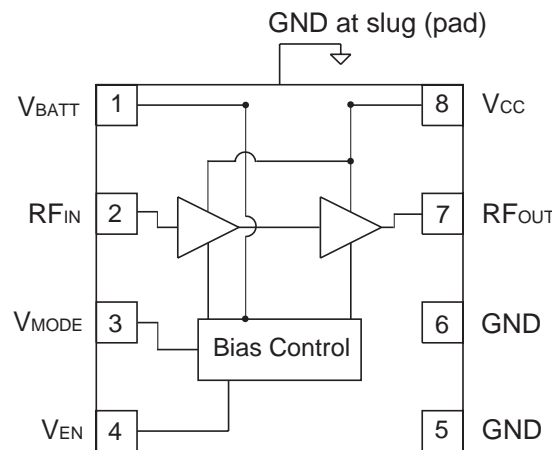 GND at slug (pad)
VBATT 1 8 VCC
RFIN 2 7 RFOUT
VMODE 3 6 GND
Bias Control
VEN 4 5 GND